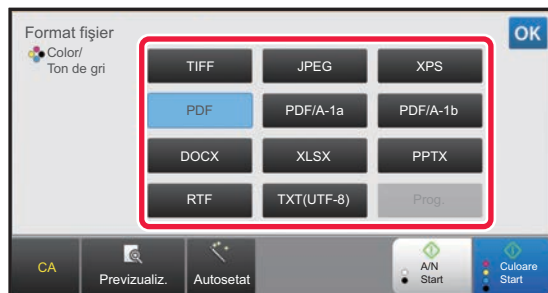 Format fișier
OK
Color/
Ton de gri
TIFF
JPEG
XPS
PDF
PDF/A-1a
PDF/A-1b
DOCX
XLSX
PPTX
RTF
TXT(UTF-8)
Prog.
CA
Previzualiz.
Autosetat
A/N
Start
Culoare
Start